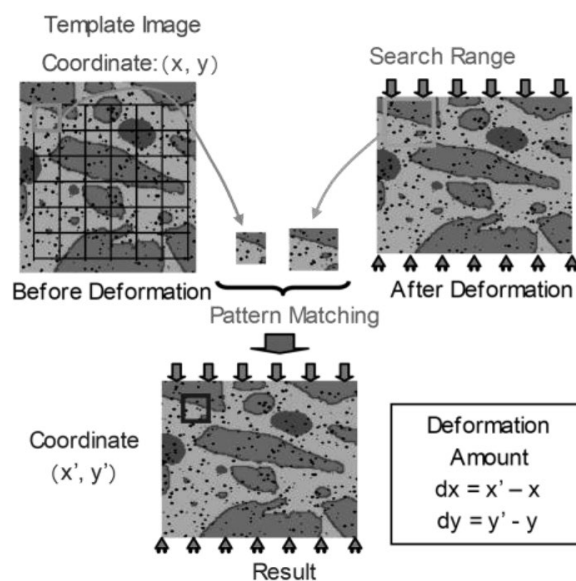 Template Image
Coordinate: (x, y)
Search Range
Before Deformation
After Deformation
Pattern Matching
Coordinate
(x’, y’)
Deformation
Amount
dx = x’ – x
dy = y’ - y
Result